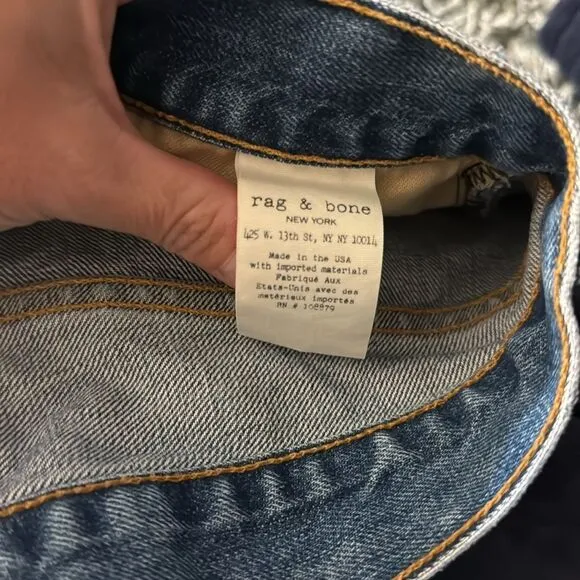 rag & bone
NEW YORK
425 W. 13th St, NY NY 10014
Made in the USA
with imported materials
Fabriqué Aux
Etats-Unis avec des
matériaux importés
RN # 108879